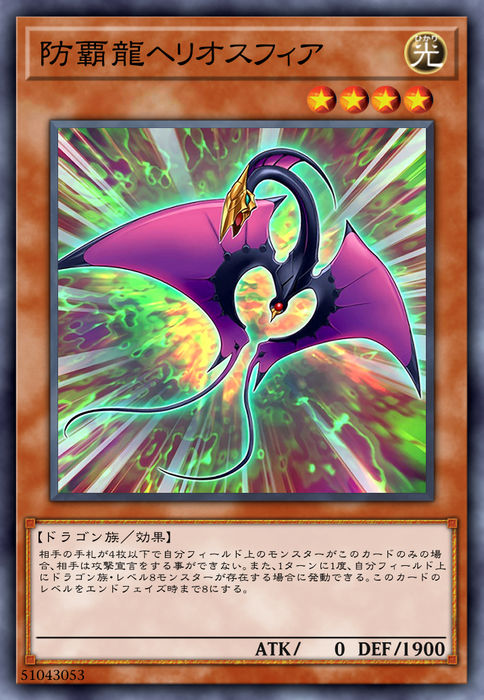 防覇龍ヘリオスフィア
ひかり
光
【ドラゴン族／効果】
相手の手札が4枚以下で自分フィールド上のモンスターがこのカードのみの場
合、相手は攻撃宣言をする事ができない。また、1ターンに1度、自分フィールド上
にドラゴン族・レベル8モンスターが存在する場合に発動できる。このカードの
レベルをエンドフェイズ時まで8にする。
ATK/ 0 DEF/1900
51043053